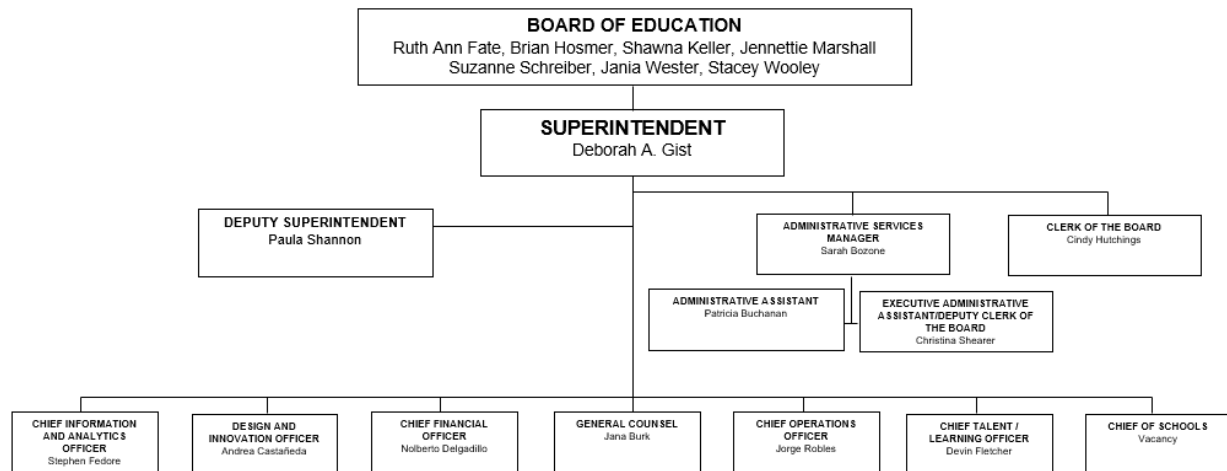 BOARD OF EDUCATION
Ruth Ann Fate, Brian Hosmer, Shawna Keller, Jennettie Marshall
Suzanne Schreiber, Jania Wester, Stacey Wooley
SUPERINTENDENT
Deborah A. Gist
DEPUTY SUPERINTENDENT
Paula Shannon
ADMINISTRATIVE SERVICES
MANAGER
Sarah Bozone
CLERK OF THE BOARD
Cindy Hutchings
ADMINISTRATIVE ASSISTANT
Patricia Buchanan
EXECUTIVE ADMINISTRATIVE
ASSISTANT/DEPUTY CLERK OF
THE BOARD
Christina Shearer
CHIEF INFORMATION
AND ANALYTICS
OFFICER
Stephen Fedore
DESIGN AND
INNOVATION OFFICER
Andrea Castañeda
CHIEF FINANCIAL
OFFICER
Nolberto Delgadillo
GENERAL COUNSEL
Jana Burk
CHIEF OPERATIONS
OFFICER
Jorge Robles
CHIEF TALENT /
LEARNING OFFICER
Devin Fletcher
CHIEF OF SCHOOLS
Vacancy